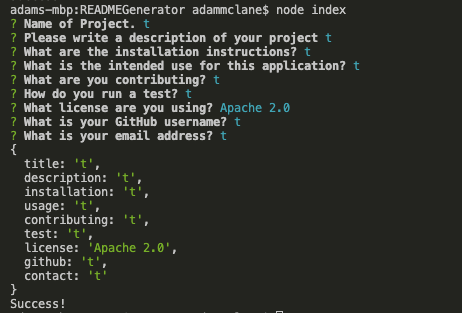 adams-mbp:READMEGenerator adammclane$ node index
? Name of Project. t
? Please write a description of your project t
? What are the installation instructions? t
? What is the intended use for this application? t
? What are you contributing? t
? How do you run a test? t
? What license are you using? Apache 2.0
? What is your GitHub username? t
? What is your email address? t
{
  title: 't',
  description: 't',
  installation: 't',
  usage: 't',
  contributing: 't',
  test: 't',
  license: 'Apache 2.0',
  github: 't',
  contact: 't'
}
Success!